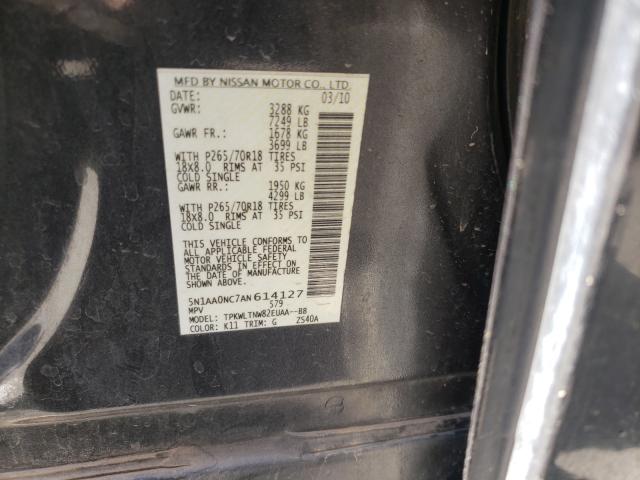 MFD BY NISSAN MOTOR CO., LTD.
DATE: 03/10
GVWR: 3288 KG
7249 LB
GAWR FR.: 1678 KG
3699 LB
WITH P265/70R18 TIRES
18X8.0 RIMS AT 35 PSI
COLD SINGLE
GAWR RR.: 1950 KG
4299 LB
WITH P265/70R18 TIRES
18X8.0 RIMS AT 35 PSI
COLD SINGLE
THIS VEHICLE CONFORMS TO
ALL APPLICABLE FEDERAL
MOTOR VEHICLE SAFETY
STANDARDS IN EFFECT ON
THE DATE OF MANUFACTURE
SHOWN ABOVE.
5N1AA0NC7AN614127
MPV 579
MODEL: TPKWLTNW82EUAA--B8
COLOR: K11 TRIM: G ZS40A